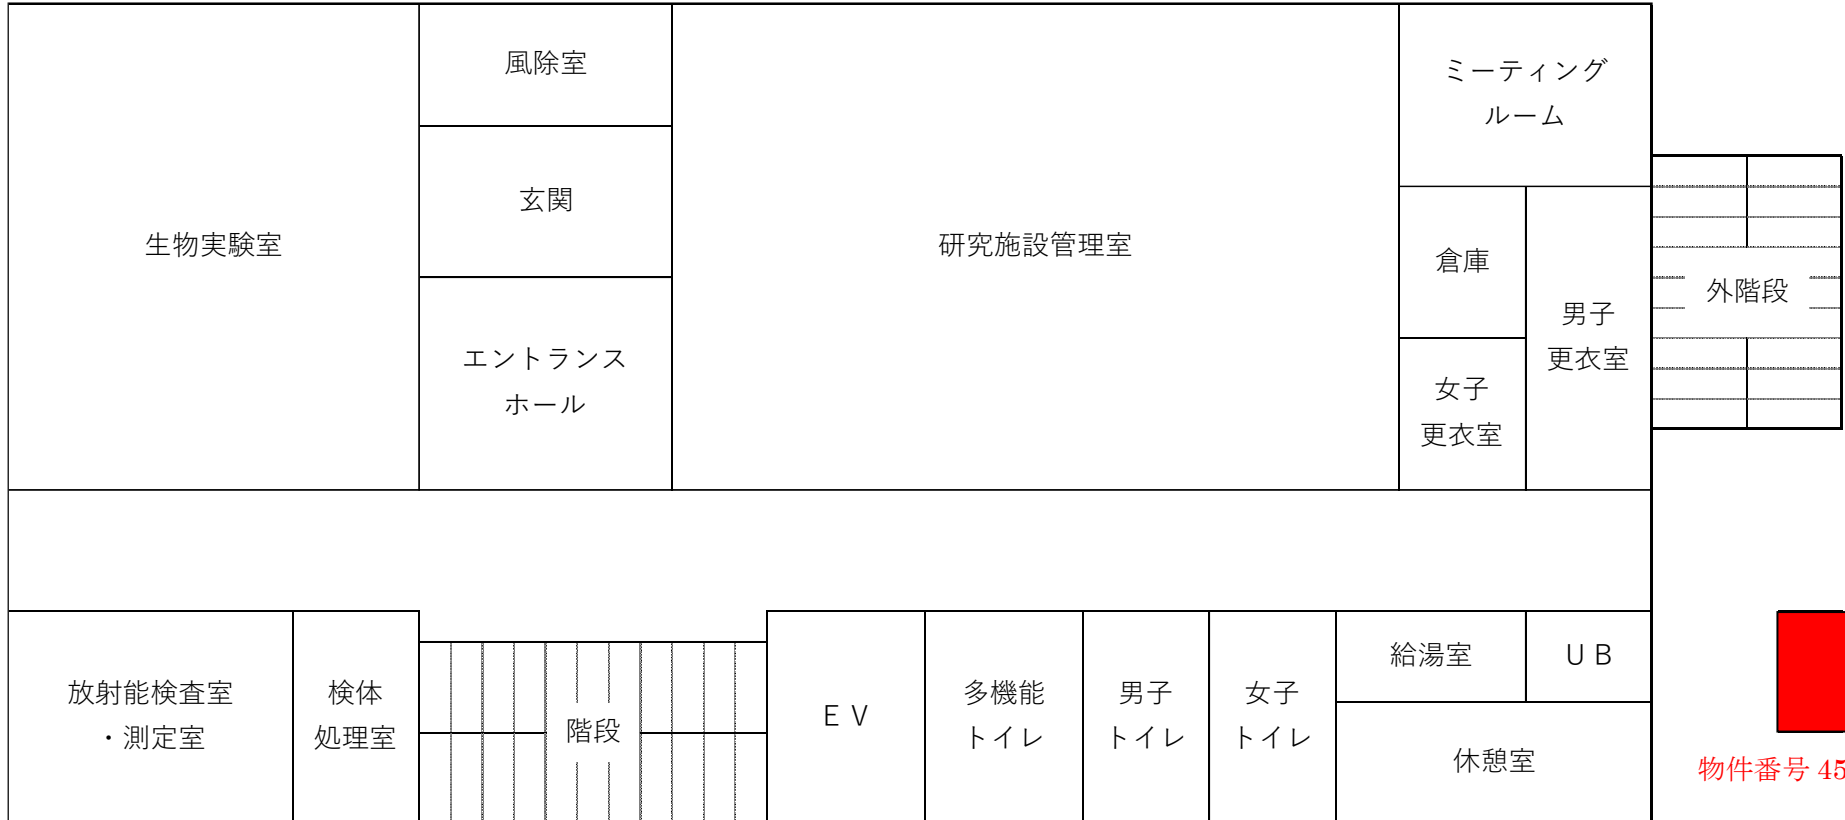 風除室
ミーティング
ルーム
玄関
生物実験室
研究施設管理室
倉庫
外階段
男子
更衣室
エントランス
ホール
女子
更衣室
放射能検査室
・測定室
検体
処理室
階段
ＥＶ
多機能
トイレ
男子
トイレ
女子
トイレ
給湯室
ＵＢ
休憩室
物件番号 45